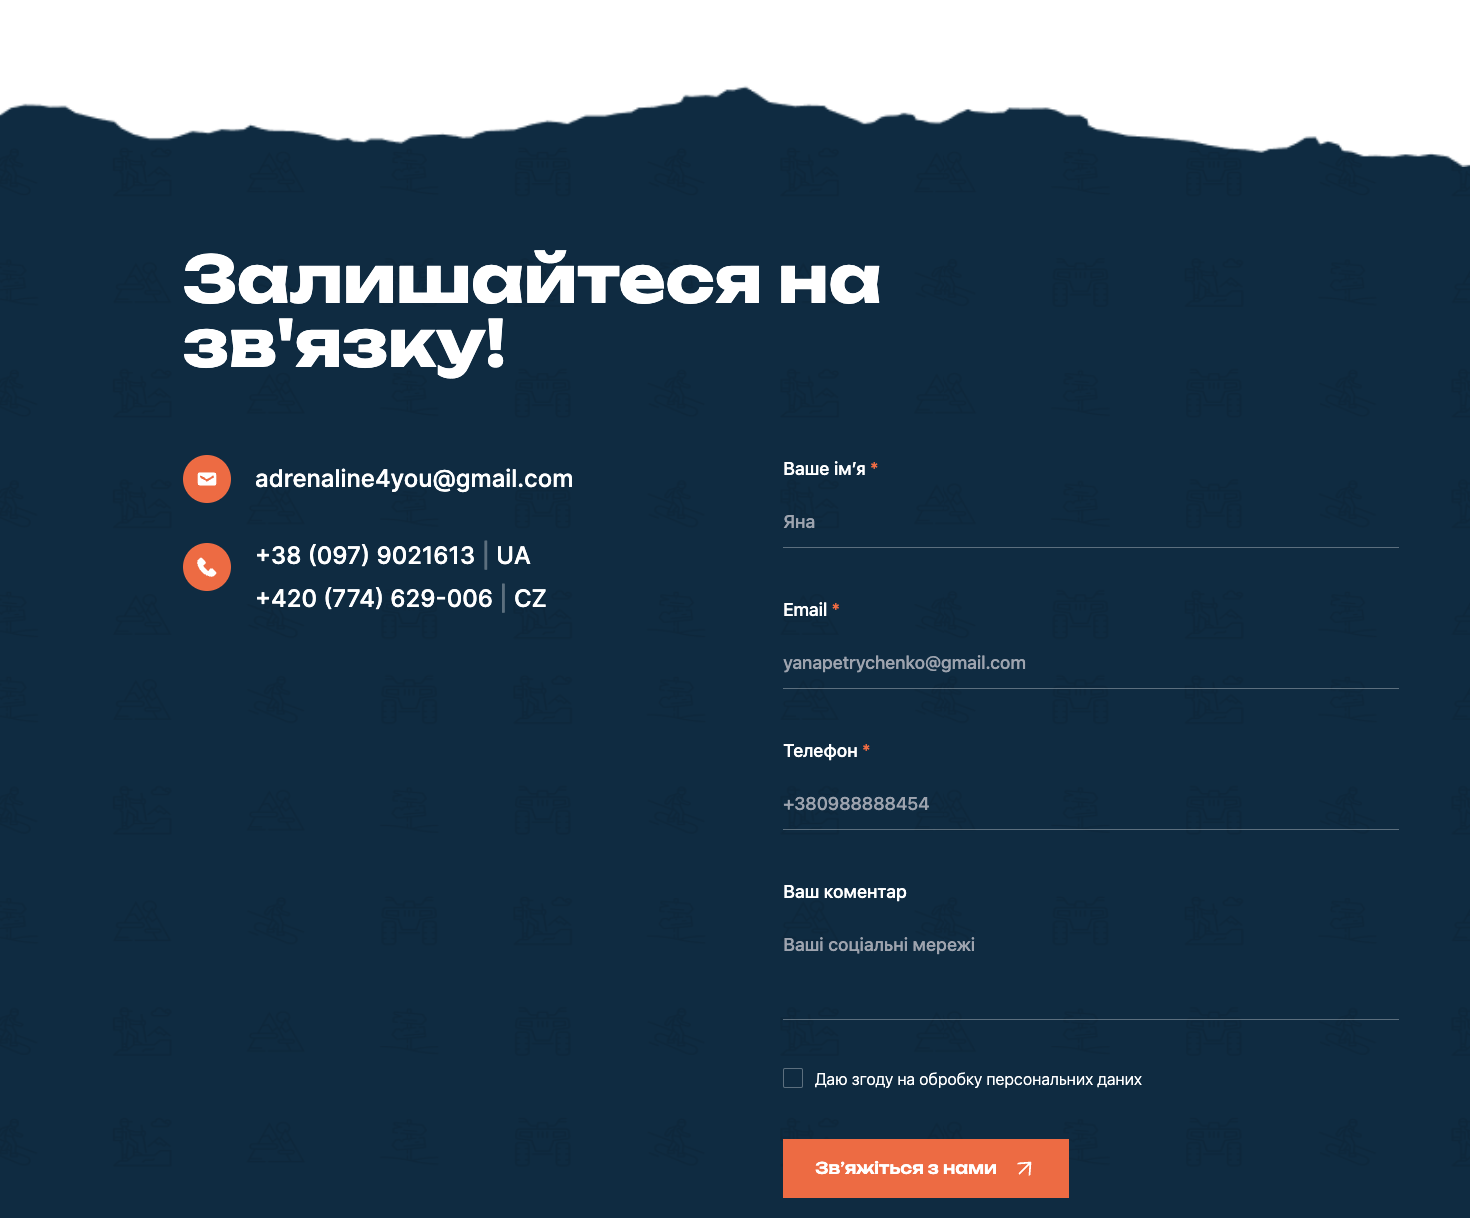 Залишайтеся на
зв'язку!
adrenaline4you@gmail.com
+38 (097) 9021613 | UA
+420 (774) 629-006 | CZ
Ваше ім’я *
Яна
Email *
yanapetrychenko@gmail.com
Телефон *
+380988888454
Ваш коментар
Ваші соціальні мережі
Даю згоду на обробку персональних даних
Зв’яжіться з нами